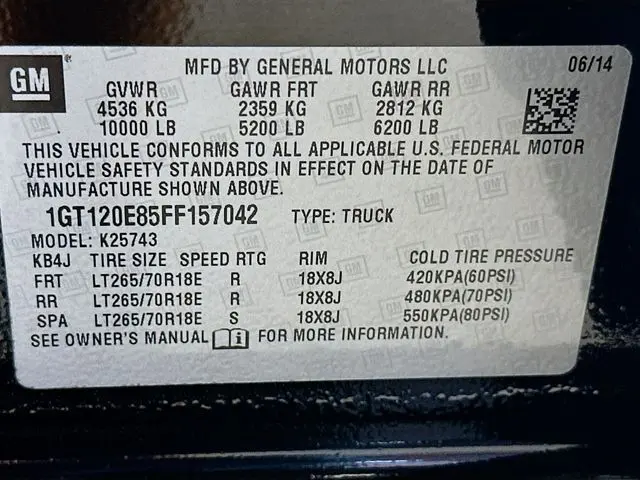 GM
MFD BY GENERAL MOTORS LLC 06/14
GVWR GAWR FRT GAWR RR
4536 KG 2359 KG 2812 KG
10000 LB 5200 LB 6200 LB
THIS VEHICLE CONFORMS TO ALL APPLICABLE U.S. FEDERAL MOTOR
VEHICLE SAFETY STANDARDS IN EFFECT ON THE DATE OF
MANUFACTURE SHOWN ABOVE.
1GT120E85FF157042 TYPE: TRUCK
MODEL: K25743
KB4J TIRE SIZE SPEED RTG RIM COLD TIRE PRESSURE
FRT LT265/70R18E R 18X8J 420KPA(60PSI)
RR LT265/70R18E R 18X8J 480KPA(70PSI)
SPA LT265/70R18E S 18X8J 550KPA(80PSI)
SEE OWNER'S MANUAL i FOR MORE INFORMATION.